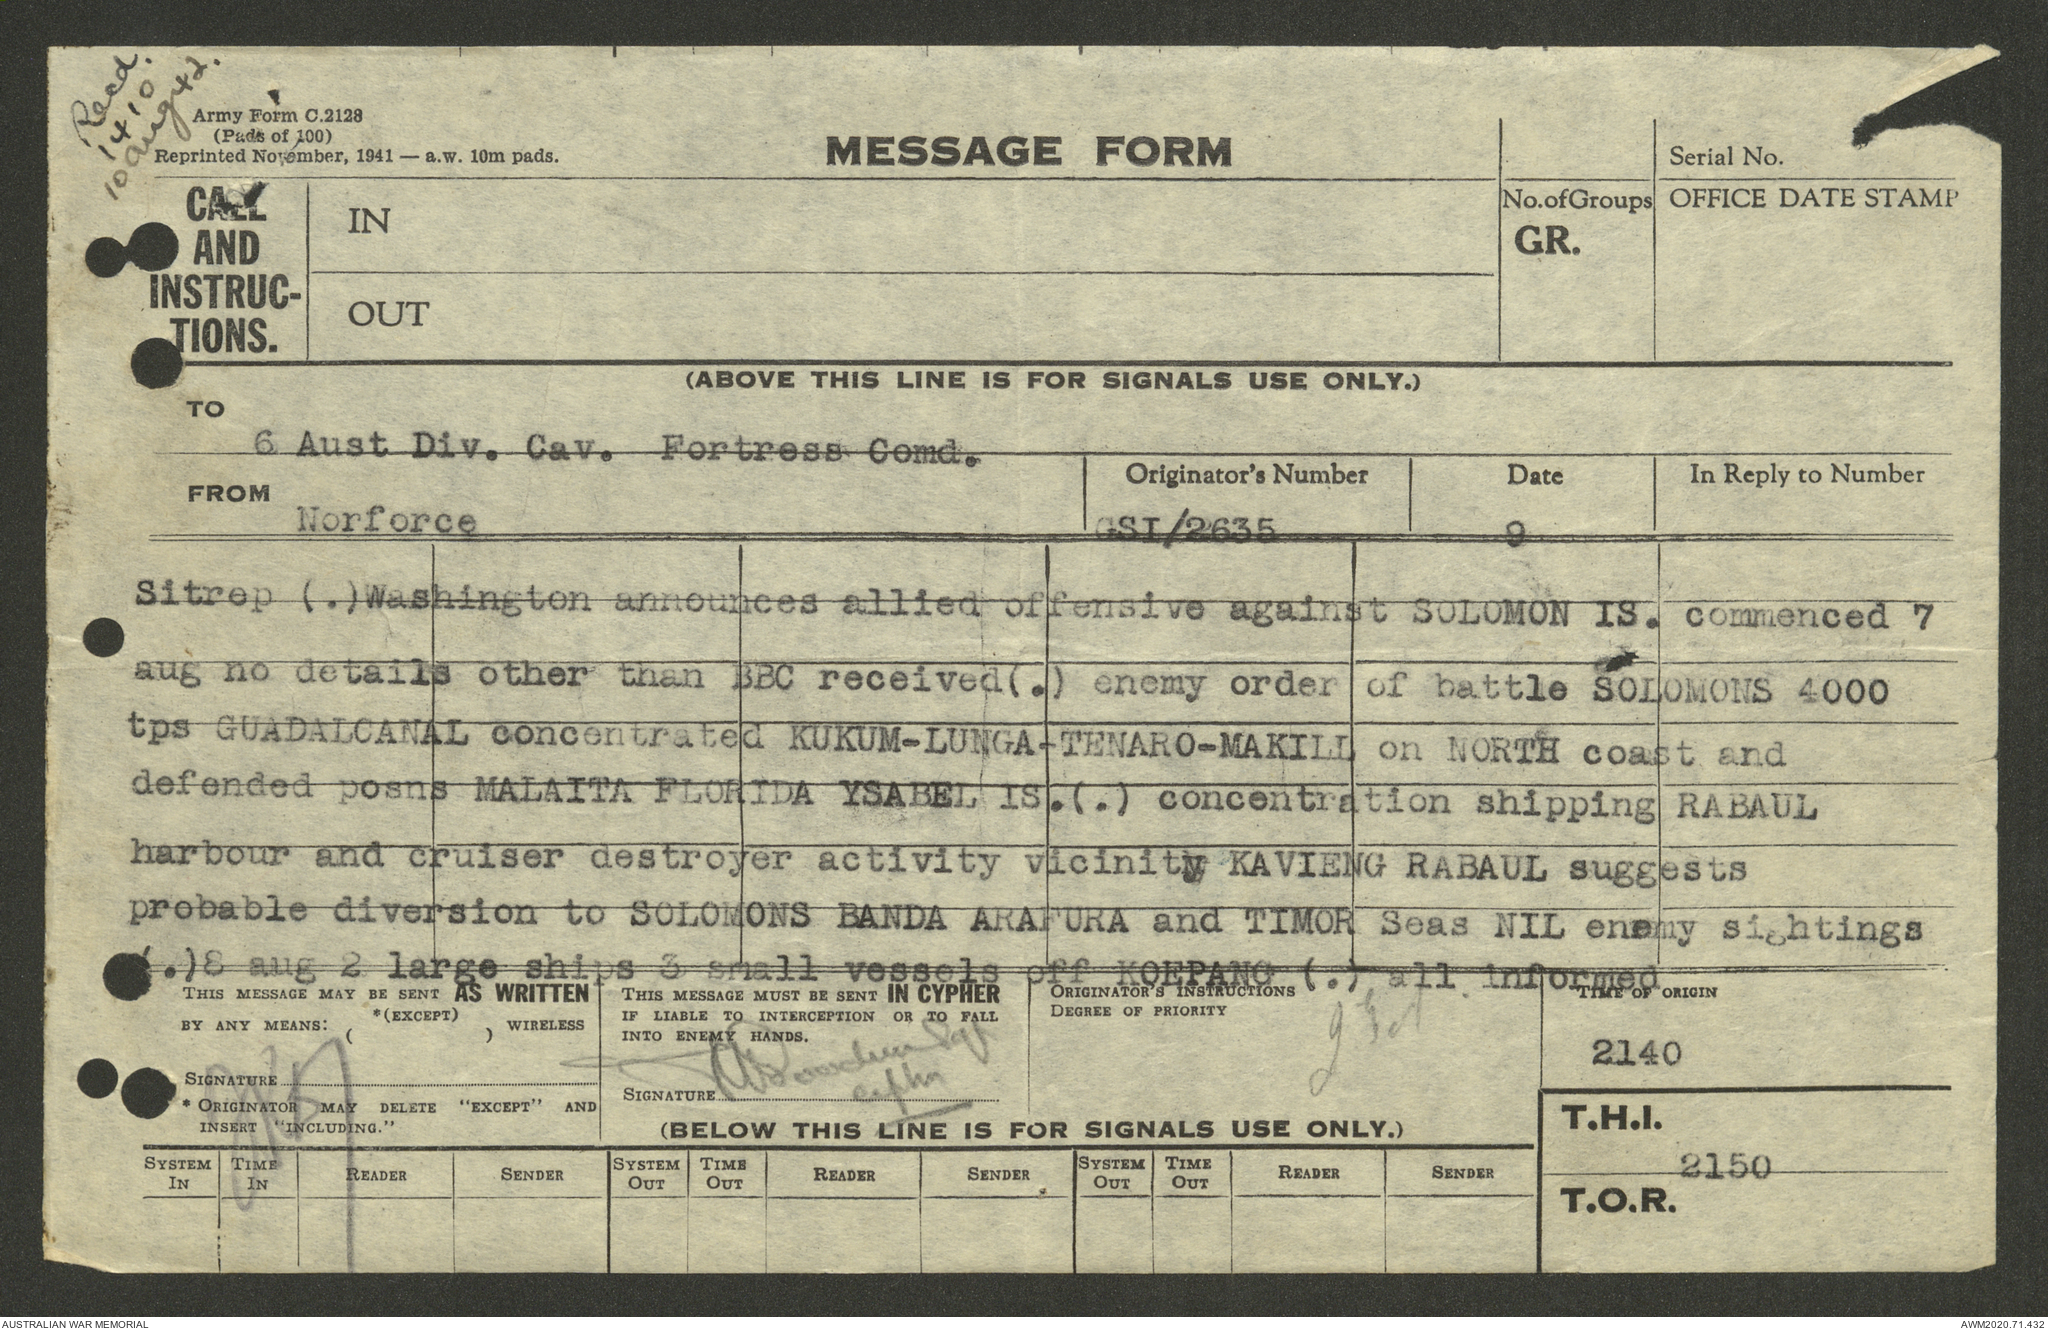 Recd.
1410
10 Aug 42.
Army Form C.2128
(Pads of 100)
Reprinted November, 1941 — a.w. 10m pads.
MESSAGE FORM
Serial No.
CALL
AND
INSTRUC-
TIONS.
IN
OUT
No. of Groups
GR.
OFFICE DATE STAMP
(ABOVE THIS LINE IS FOR SIGNALS USE ONLY.)
TO
6 Aust Div. Cav. Fortress Comd.
FROM
Norforce
Originator's Number
GSI/2635
Date
9
In Reply to Number
Sitrep (.)Washington announces allied offensive against SOLOMON IS. commenced 7
aug no details other than BBC received(.) enemy order of battle SOLOMONS 4000
tps GUADALCANAL concentrated KUKUM-LUNGA-TENARO-MAKILL on NORTH coast and
defended posns MALAITA FLORIDA YSABEL IS.(.) concentration shipping RABAUL
harbour and cruiser destroyer activity vicinity KAVIENG RABAUL suggests
probable diversion to SOLOMONS BANDA ARAFURA and TIMOR Seas NIL enemy sightings
(.)8 aug 2 large ships 3 small vessels off KOEPANG (.) all informed
THIS MESSAGE MAY BE SENT AS WRITTEN
BY ANY MEANS: *(EXCEPT) ( ) WIRELESS
SIGNATURE
* ORIGINATOR MAY DELETE "EXCEPT" AND
INSERT "INCLUDING."
THIS MESSAGE MUST BE SENT IN CYPHER
IF LIABLE TO INTERCEPTION OR TO FALL
INTO ENEMY HANDS.
Sgt
cypher
SIGNATURE
ORIGINATOR'S INSTRUCTIONS
DEGREE OF PRIORITY
TIME OF ORIGIN
2140
T.H.I.
2150
T.O.R.
(BELOW THIS LINE IS FOR SIGNALS USE ONLY.)
SYSTEM IN TIME IN READER SENDER SYSTEM OUT TIME OUT READER SENDER SYSTEM OUT TIME OUT READER SENDER
AUSTRALIAN WAR MEMORIAL
AWM2020.71.432